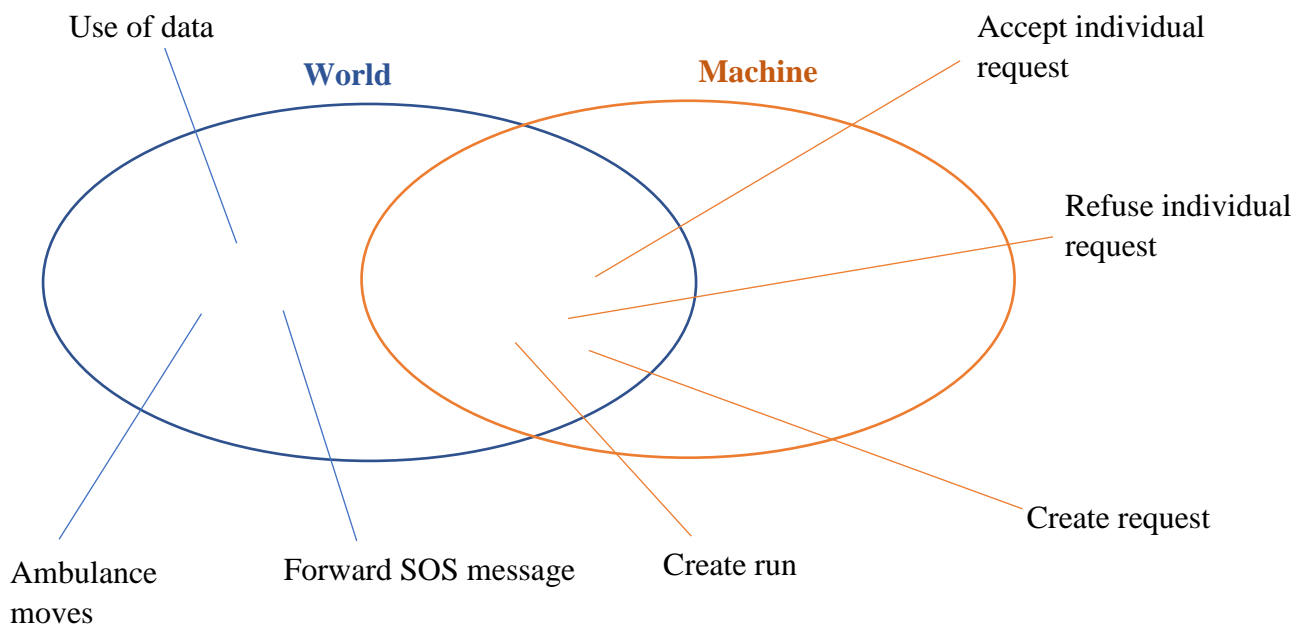 Use of data
Accept individual
request
World
Machine
Refuse individual
request
Create request
Create run
Forward SOS message
Ambulance
moves